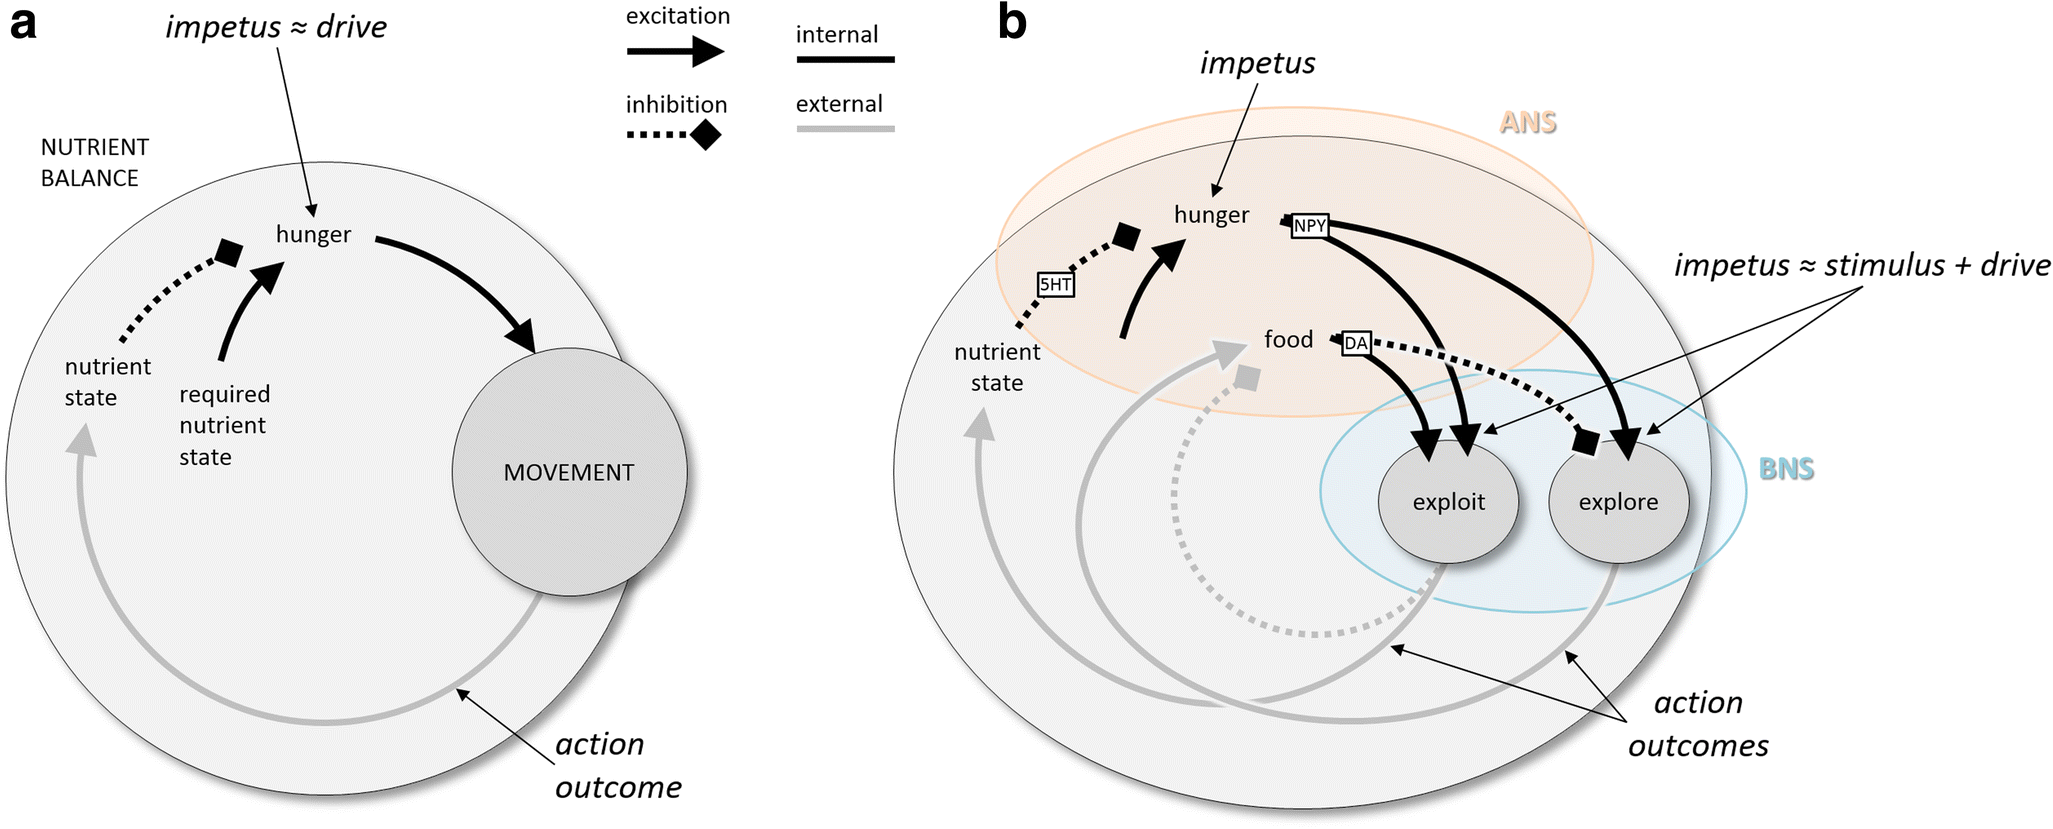 a
impetus ≈ drive
excitation
internal
inhibition
external
NUTRIENT
BALANCE
hunger
nutrient
state
required
nutrient
state
MOVEMENT
action
outcome
b
impetus
ANS
hunger
NPY
5HT
impetus ≈ stimulus + drive
food
DA
nutrient
state
BNS
exploit
explore
action
outcomes